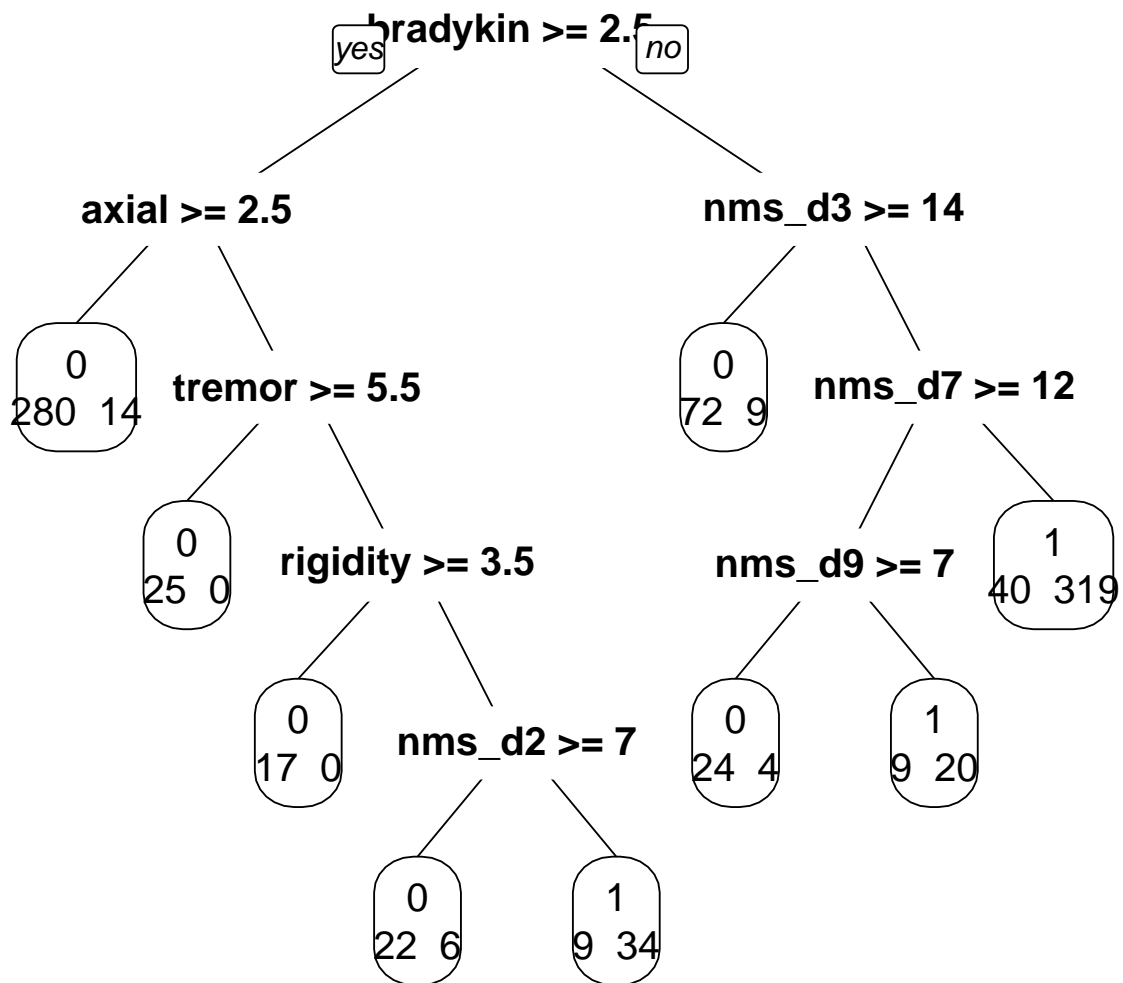 bradykin >= 2.5
yes
no
axial >= 2.5
nms_d3 >= 14
0
280 14
tremor >= 5.5
0
72 9
nms_d7 >= 12
0
25 0
rigidity >= 3.5
nms_d9 >= 7
1
40 319
0
17 0
nms_d2 >= 7
0
24 4
1
9 20
0
22 6
1
9 34